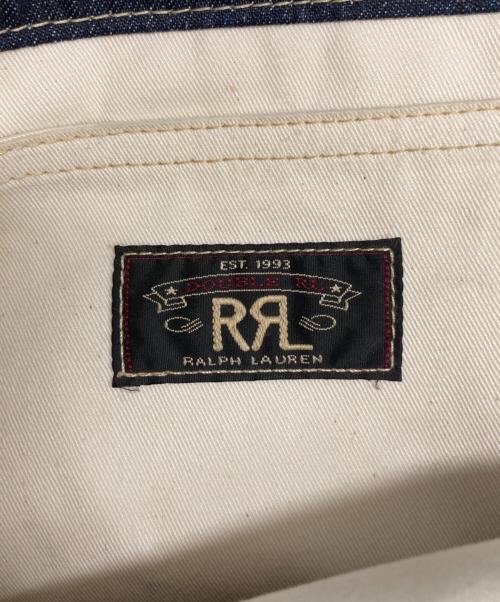 EST. 1993
DOUBLE RL
RRL
RALPH LAUREN